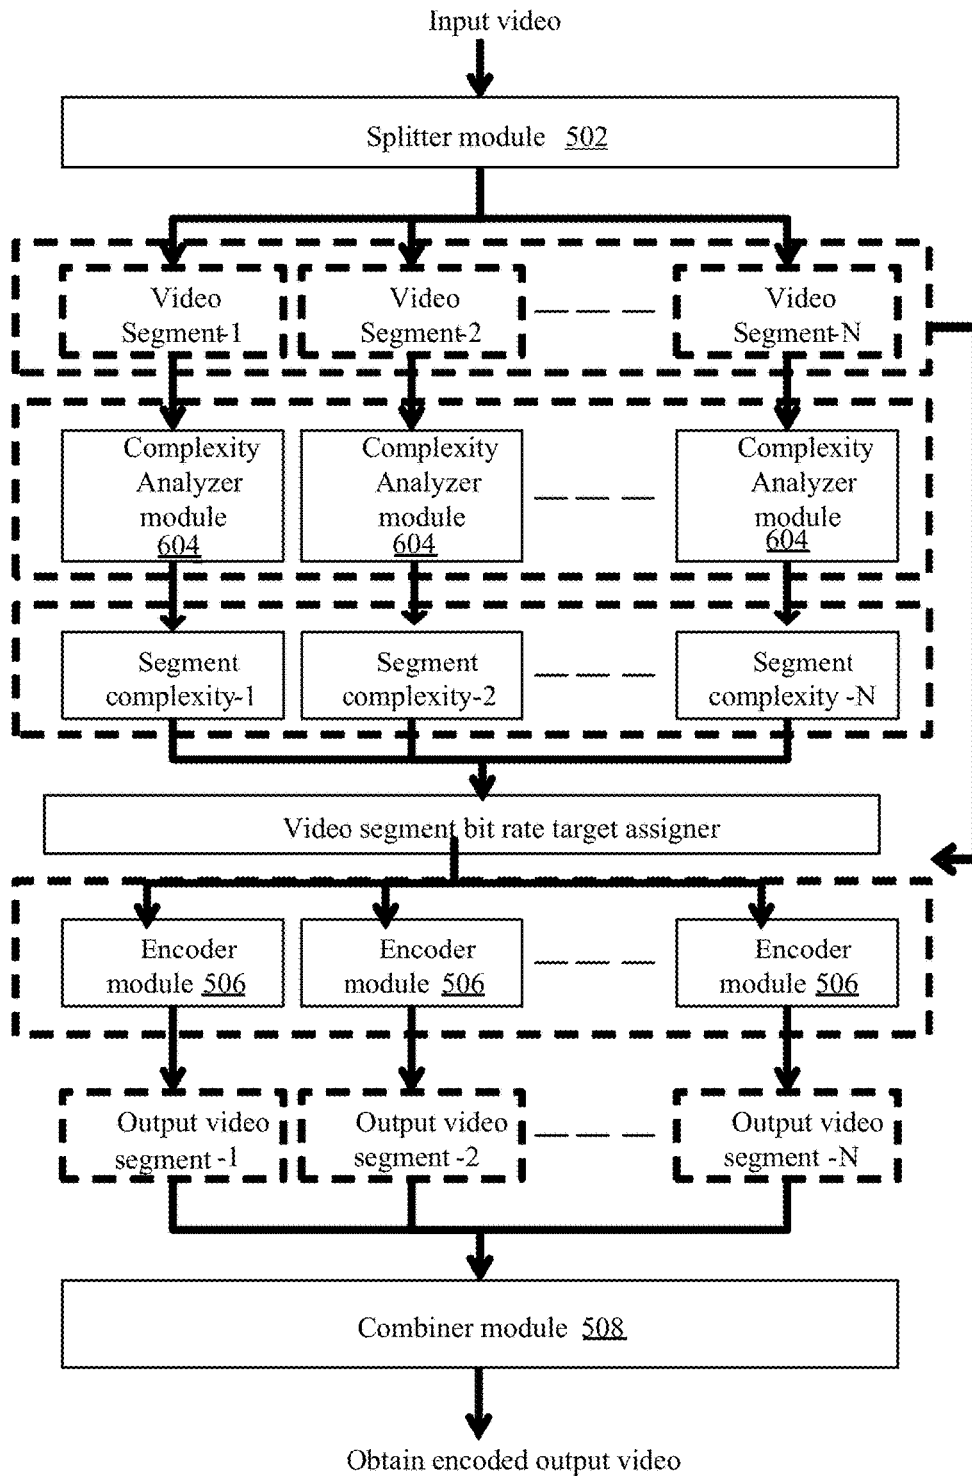 Input video
Splitter module 502
Video
Segment-1
Video
Segment-2
Video
Segment-N
Complexity
Analyzer
module
604
Complexity
Analyzer
module
604
Complexity
Analyzer
module
604
Segment
complexity-1
Segment
complexity-2
Segment
complexity -N
Video segment bit rate target assigner
Encoder
module 506
Encoder
module 506
Encoder
module 506
Output video
segment -1
Output video
segment -2
Output video
segment -N
Combiner module 508
Obtain encoded output video